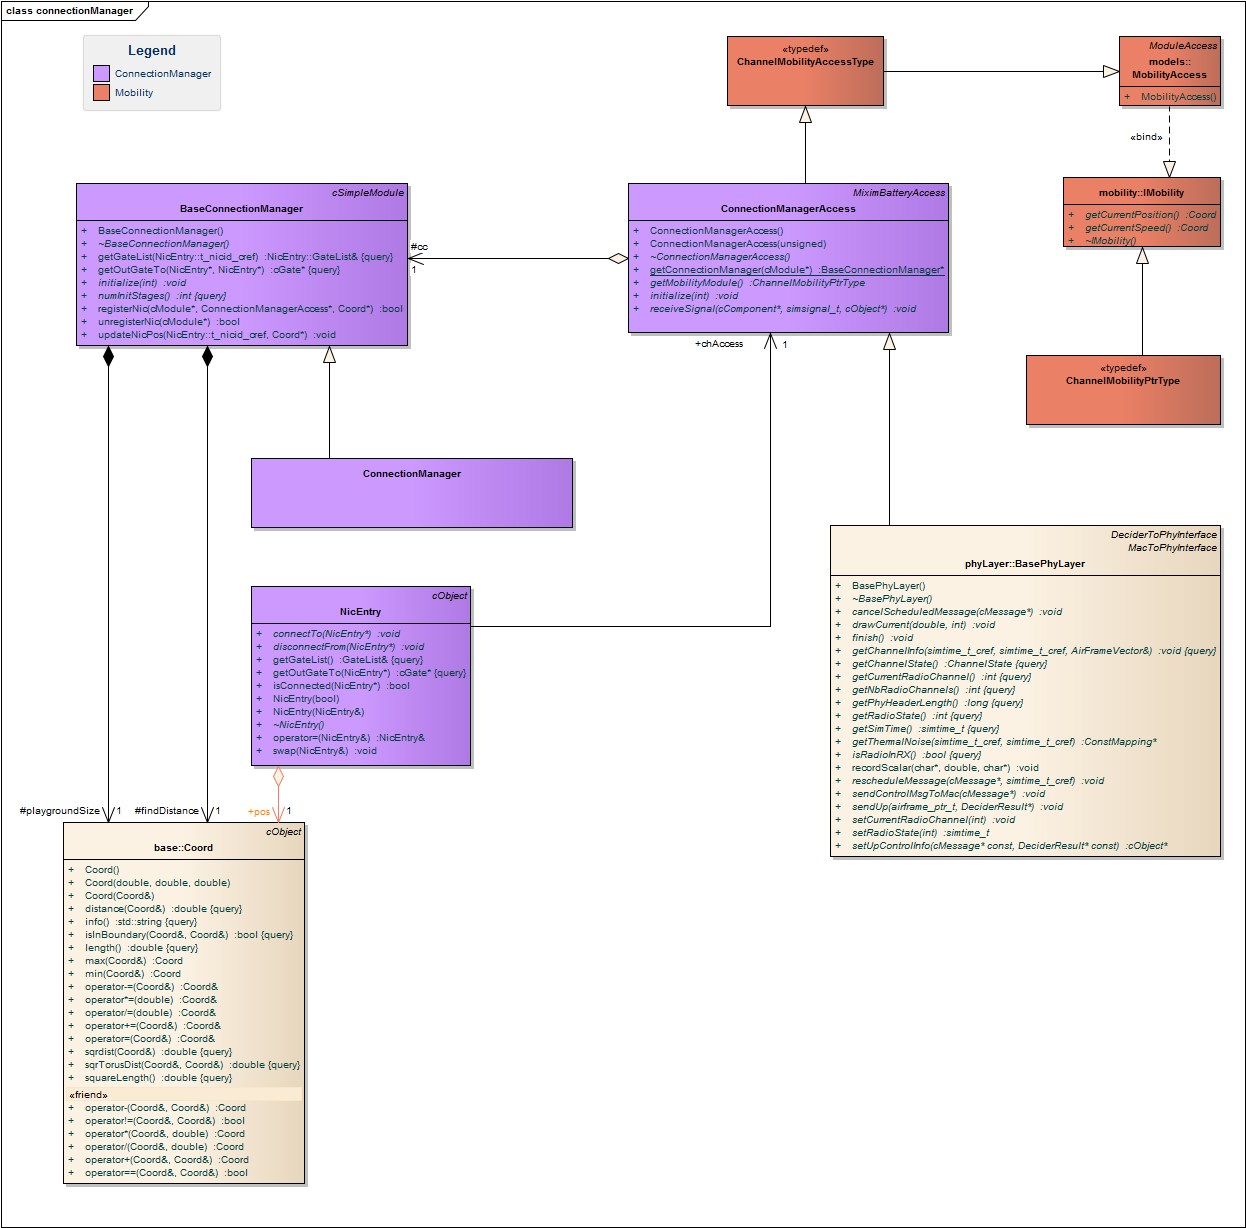 class connectionManager
Legend
ConnectionManager
Mobility
«typedef»
ChannelMobilityAccessType
ModuleAccess
models::
MobilityAccess
+ MobilityAccess()
«bind»
mobility::IMobility
+ getCurrentPosition() :Coord
+ getCurrentSpeed() :Coord
+ ~IMobility()
«typedef»
ChannelMobilityPtrType
cSimpleModule
BaseConnectionManager
+ BaseConnectionManager()
+ ~BaseConnectionManager()
+ getGateList(NicEntry::t_nicid_cref) :NicEntry::GateList& {query}
+ getOutGateTo(NicEntry*, NicEntry*) :cGate* {query}
+ initialize(int) :void
+ numInitStages() :int {query}
+ registerNic(cModule*, ConnectionManagerAccess*, Coord*) :bool
+ unregisterNic(cModule*) :bool
+ updateNicPos(NicEntry::t_nicid_cref, Coord*) :void
#cc
1
MiximBatteryAccess
ConnectionManagerAccess
+ ConnectionManagerAccess()
+ ConnectionManagerAccess(unsigned)
+ ~ConnectionManagerAccess()
+ getConnectionManager(cModule*) :BaseConnectionManager*
+ getMobilityModule() :ChannelMobilityPtrType
+ initialize(int) :void
+ receiveSignal(cComponent*, simsignal_t, cObject*) :void
+chAccess
1
ConnectionManager
cObject
NicEntry
+ connectTo(NicEntry*) :void
+ disconnectFrom(NicEntry*) :void
+ getGateList() :GateList& {query}
+ getOutGateTo(NicEntry*) :cGate* {query}
+ isConnected(NicEntry*) :bool
+ NicEntry(bool)
+ NicEntry(NicEntry&)
+ ~NicEntry()
+ operator=(NicEntry&) :NicEntry&
+ swap(NicEntry&) :void
DeciderToPhyInterface
MacToPhyInterface
phyLayer::BasePhyLayer
+ BasePhyLayer()
+ ~BasePhyLayer()
+ cancelScheduledMessage(cMessage*) :void
+ drawCurrent(double, int) :void
+ finish() :void
+ getChannelInfo(simtime_t_cref, simtime_t_cref, AirFrameVector&) :void {query}
+ getChannelState() :ChannelState {query}
+ getCurrentRadioChannel() :int {query}
+ getNbRadioChannels() :int {query}
+ getPhyHeaderLength() :long {query}
+ getRadioState() :int {query}
+ getSimTime() :simtime_t {query}
+ getThermalNoise(simtime_t_cref, simtime_t_cref) :ConstMapping*
+ isRadioInRX() :bool {query}
+ recordScalar(char*, double, char*) :void
+ rescheduleMessage(cMessage*, simtime_t_cref) :void
+ sendControlMsgToMac(cMessage*) :void
+ sendUp(airframe_ptr_t, DeciderResult*) :void
+ setCurrentRadioChannel(int) :void
+ setRadioState(int) :simtime_t
+ setUpControlInfo(cMessage* const, DeciderResult* const) :cObject*
#playgroundSize
1
#findDistance
1
+pos
1
cObject
base::Coord
+ Coord()
+ Coord(double, double, double)
+ Coord(Coord&)
+ distance(Coord&) :double {query}
+ info() :std::string {query}
+ isInBoundary(Coord&, Coord&) :bool {query}
+ length() :double {query}
+ max(Coord&) :Coord
+ min(Coord&) :Coord
+ operator-=(Coord&) :Coord&
+ operator*=(double) :Coord&
+ operator/=(double) :Coord&
+ operator+=(Coord&) :Coord&
+ operator=(Coord&) :Coord&
+ sqrdist(Coord&) :double {query}
+ sqrTorusDist(Coord&, Coord&) :double {query}
+ squareLength() :double {query}
«friend»
+ operator-(Coord&, Coord&) :Coord
+ operator!=(Coord&, Coord&) :bool
+ operator*(Coord&, double) :Coord
+ operator/(Coord&, double) :Coord
+ operator+(Coord&, Coord&) :Coord
+ operator==(Coord&, Coord&) :bool